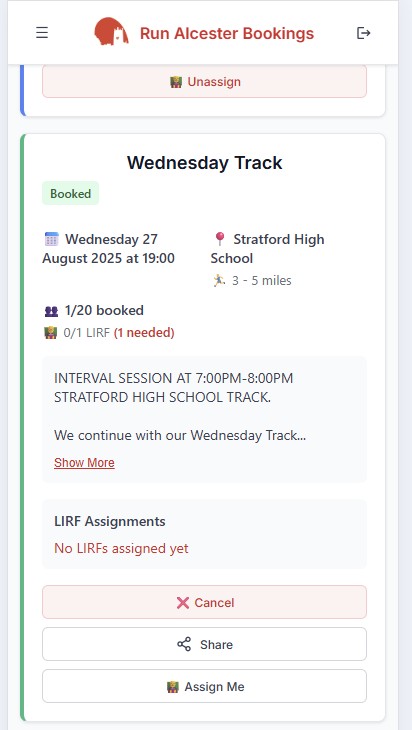 Run Alcester Bookings
Unassign
Wednesday Track
Booked
Wednesday 27
August 2025 at 19:00
Stratford High
School
3 - 5 miles
1/20 booked
0/1 LIRF (1 needed)
INTERVAL SESSION AT 7:00PM-8:00PM
STRATFORD HIGH SCHOOL TRACK.
We continue with our Wednesday Track...
Show More
LIRF Assignments
No LIRFs assigned yet
Cancel
Share
Assign Me